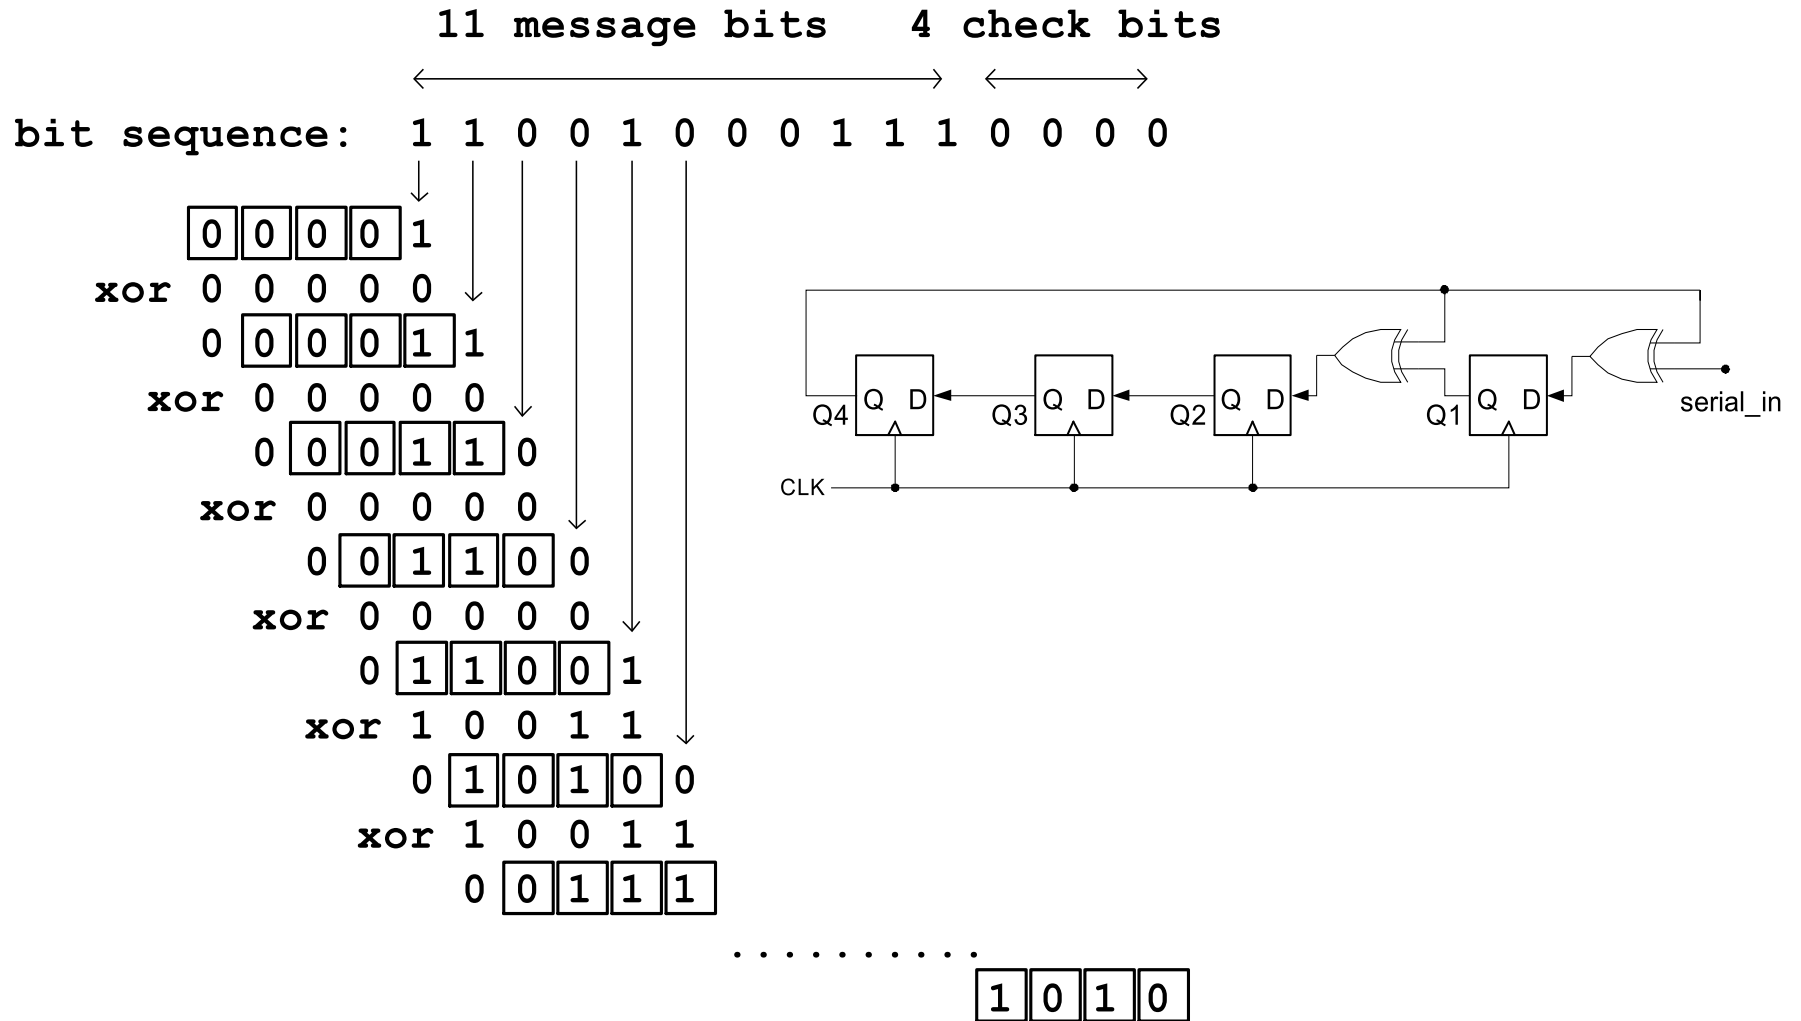 11 message bits 4 check bits
bit sequence: 1 1 0 0 1 0 0 0 1 1 1 0 0 0 0
0 0 0 0 1
xor 0 0 0 0 0
0 0 0 0 1 1
xor 0 0 0 0 0
0 0 0 1 1 0
xor 0 0 0 0 0
0 0 1 1 0 0
xor 0 0 0 0 0
0 1 1 0 0 1
xor 1 0 0 1 1
0 1 0 1 0 0
xor 1 0 0 1 1
0 0 1 1 1
. . . . . . . . . .
1 0 1 0
Q4 Q D Q3 Q D Q2 Q D Q1 Q D serial_in
CLK